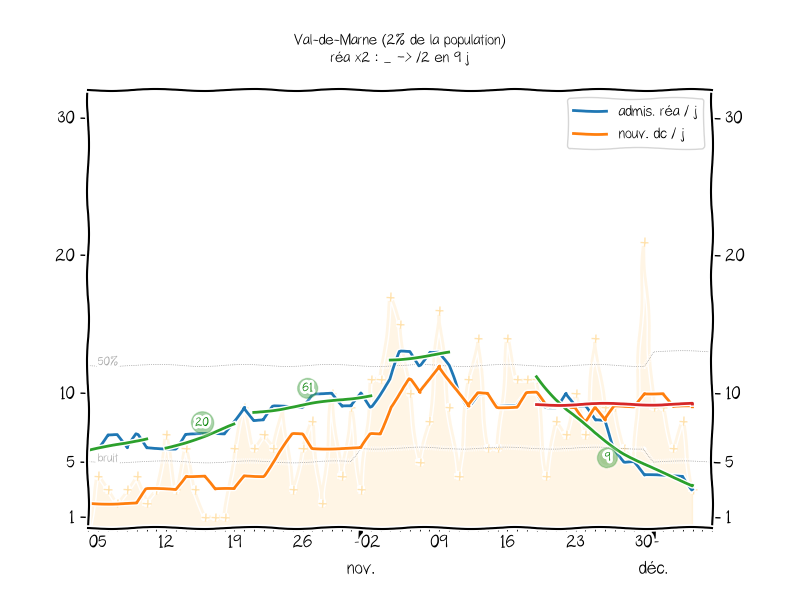 Val-de-Marne (2% de la population)
réa x2 : _ -> /2 en 9 j
admis. réa / j
nouv. dc / j
30
30
20
20
50%
61
20
10
10
bruit
9
5
5
1
1
05 12 19 26 02 09 16 23 30
nov. déc.